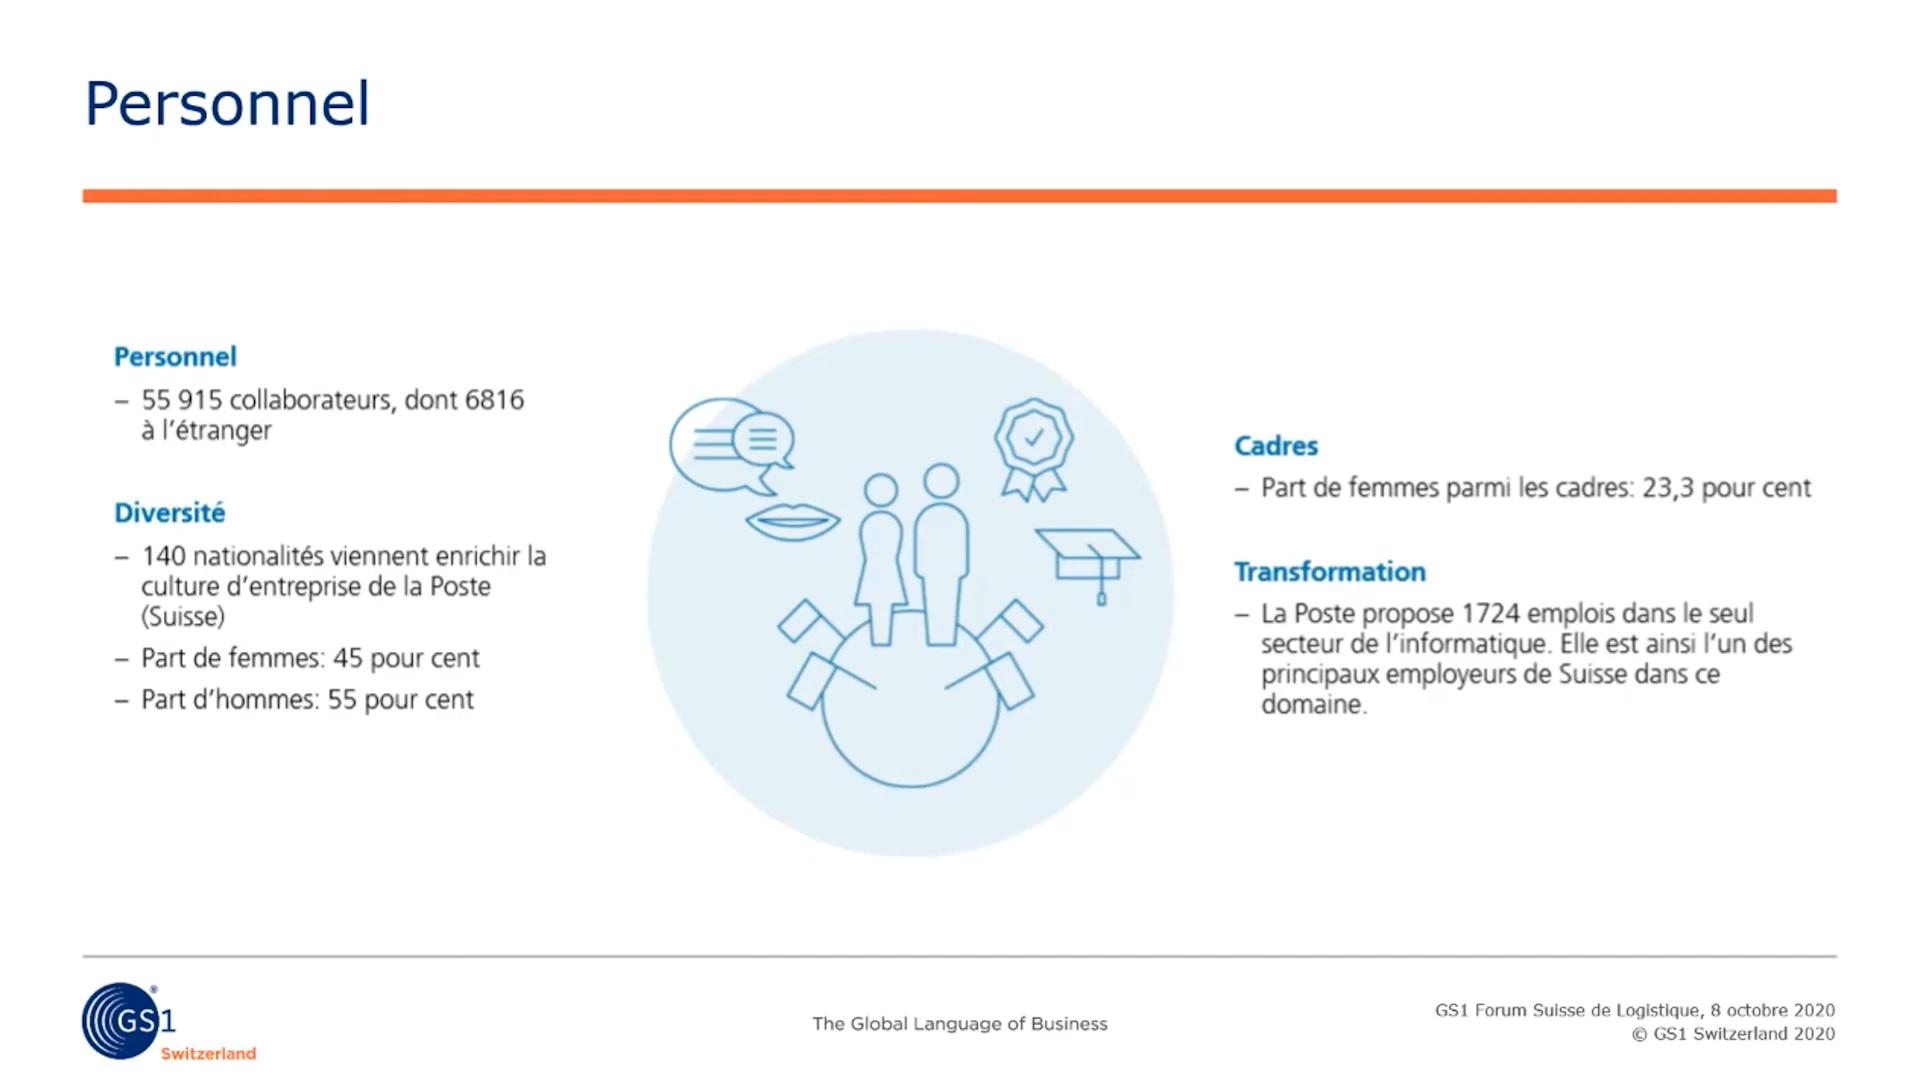 Personnel
Personnel
– 55 915 collaborateurs, dont 6816
à l’étranger
Diversité
– 140 nationalités viennent enrichir la
culture d’entreprise de la Poste
(Suisse)
– Part de femmes: 45 pour cent
– Part d’hommes: 55 pour cent
Cadres
– Part de femmes parmi les cadres: 23,3 pour cent
Transformation
– La Poste propose 1724 emplois dans le seul
secteur de l’informatique. Elle est ainsi l’un des
principaux employeurs de Suisse dans ce
domaine.
GS1®
Switzerland
The Global Language of Business
GS1 Forum Suisse de Logistique, 8 octobre 2020
© GS1 Switzerland 2020